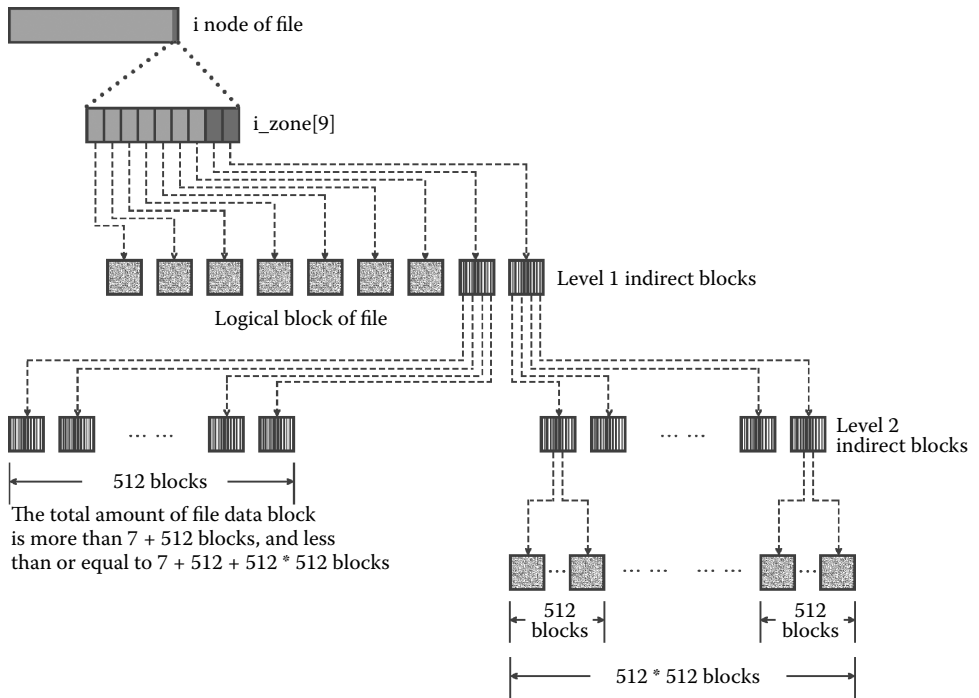 i node of file
i_zone[9]
Level 1 indirect blocks
Logical block of file
... ...
... ...
Level 2
indirect blocks
512 blocks
The total amount of file data block
is more than 7 + 512 blocks, and less
than or equal to 7 + 512 + 512 * 512 blocks
... ... ... ... ... ...
512
blocks
512
blocks
512 * 512 blocks